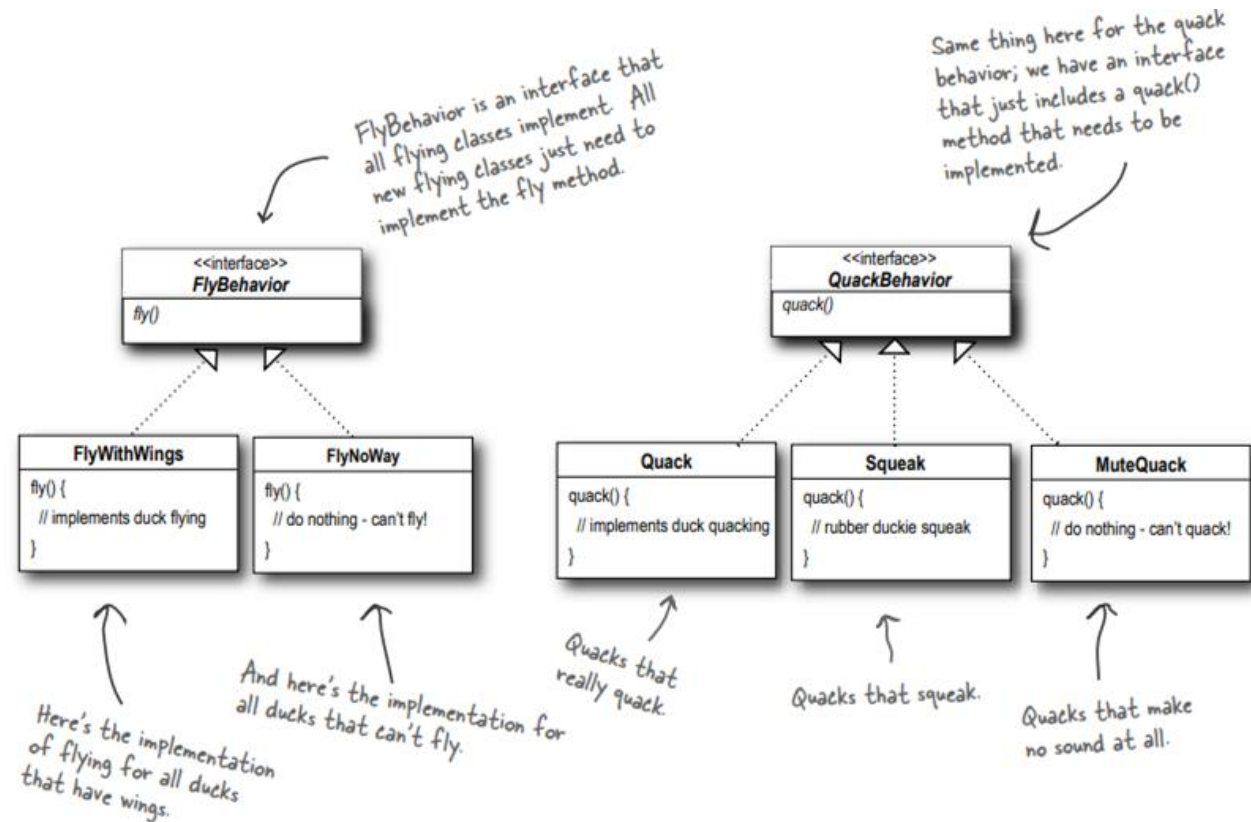 FlyBehavior is an interface that
all flying classes implement. All
new flying classes just need to
implement the fly method.
Same thing here for the quack
behavior; we have an interface
that just includes a quack()
method that needs to be
implemented.
<<interface>>
FlyBehavior
fly()
<<interface>>
QuackBehavior
quack()
FlyWithWings
fly() {
// implements duck flying
}
FlyNoWay
fly() {
// do nothing - can't fly!
}
Quack
quack() {
// implements duck quacking
}
Squeak
quack() {
// rubber duckie squeak
}
MuteQuack
quack() {
// do nothing - can't quack!
}
Here's the implementation
of flying for all ducks
that have wings.
And here's the implementation for
all ducks that can't fly.
Quacks that
really quack.
Quacks that squeak.
Quacks that make
no sound at all.